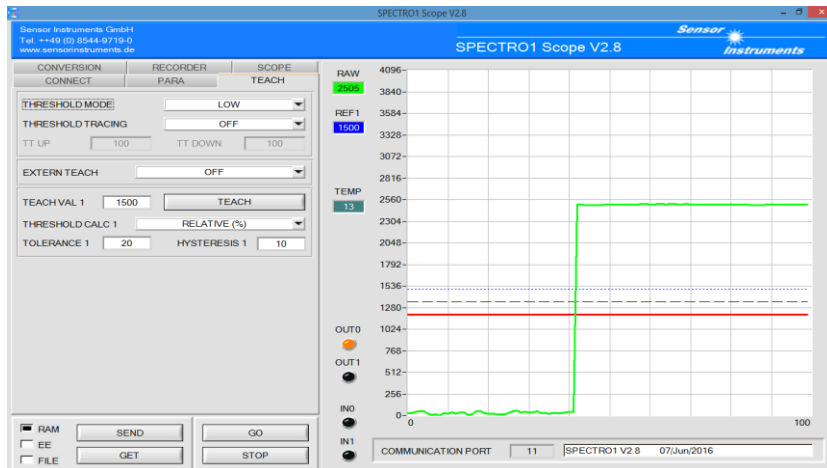 SPECTRO1 Scope V2.8
Sensor Instruments GmbH
Tel. ++49 (0) 8544-9719-0
www.sensorinstruments.de
SPECTRO1 Scope V2.8
Sensor
Instruments
CONVERSION RECORDER SCOPE
CONNECT PARA TEACH
THRESHOLD MODE LOW
THRESHOLD TRACING OFF
TT UP 100 TT DOWN 100
EXTERN TEACH OFF
TEACH VAL 1 1500 TEACH
THRESHOLD CALC 1 RELATIVE (%)
TOLERANCE 1 20 HYSTERESIS 1 10
RAM
EE
FILE
SEND
GO
GET
STOP
RAW
2505
REF1
1500
TEMP
13
OUT0
OUT1
IN0
IN1
4096
3840
3584
3328
3072
2816
2560
2304
2048
1792
1536
1280
1024
768
512
256
0
0 100
COMMUNICATION PORT 11 SPECTRO1 V2.8 07/Jun/2016